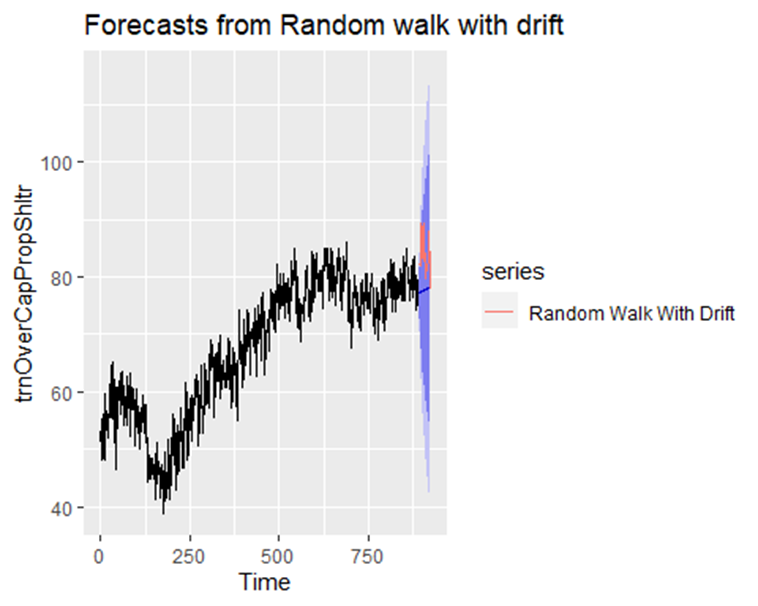 Forecasts from Random walk with drift
trnOverCapPropShltr
100
80
60
40
0 250 500 750
Time
series
Random Walk With Drift